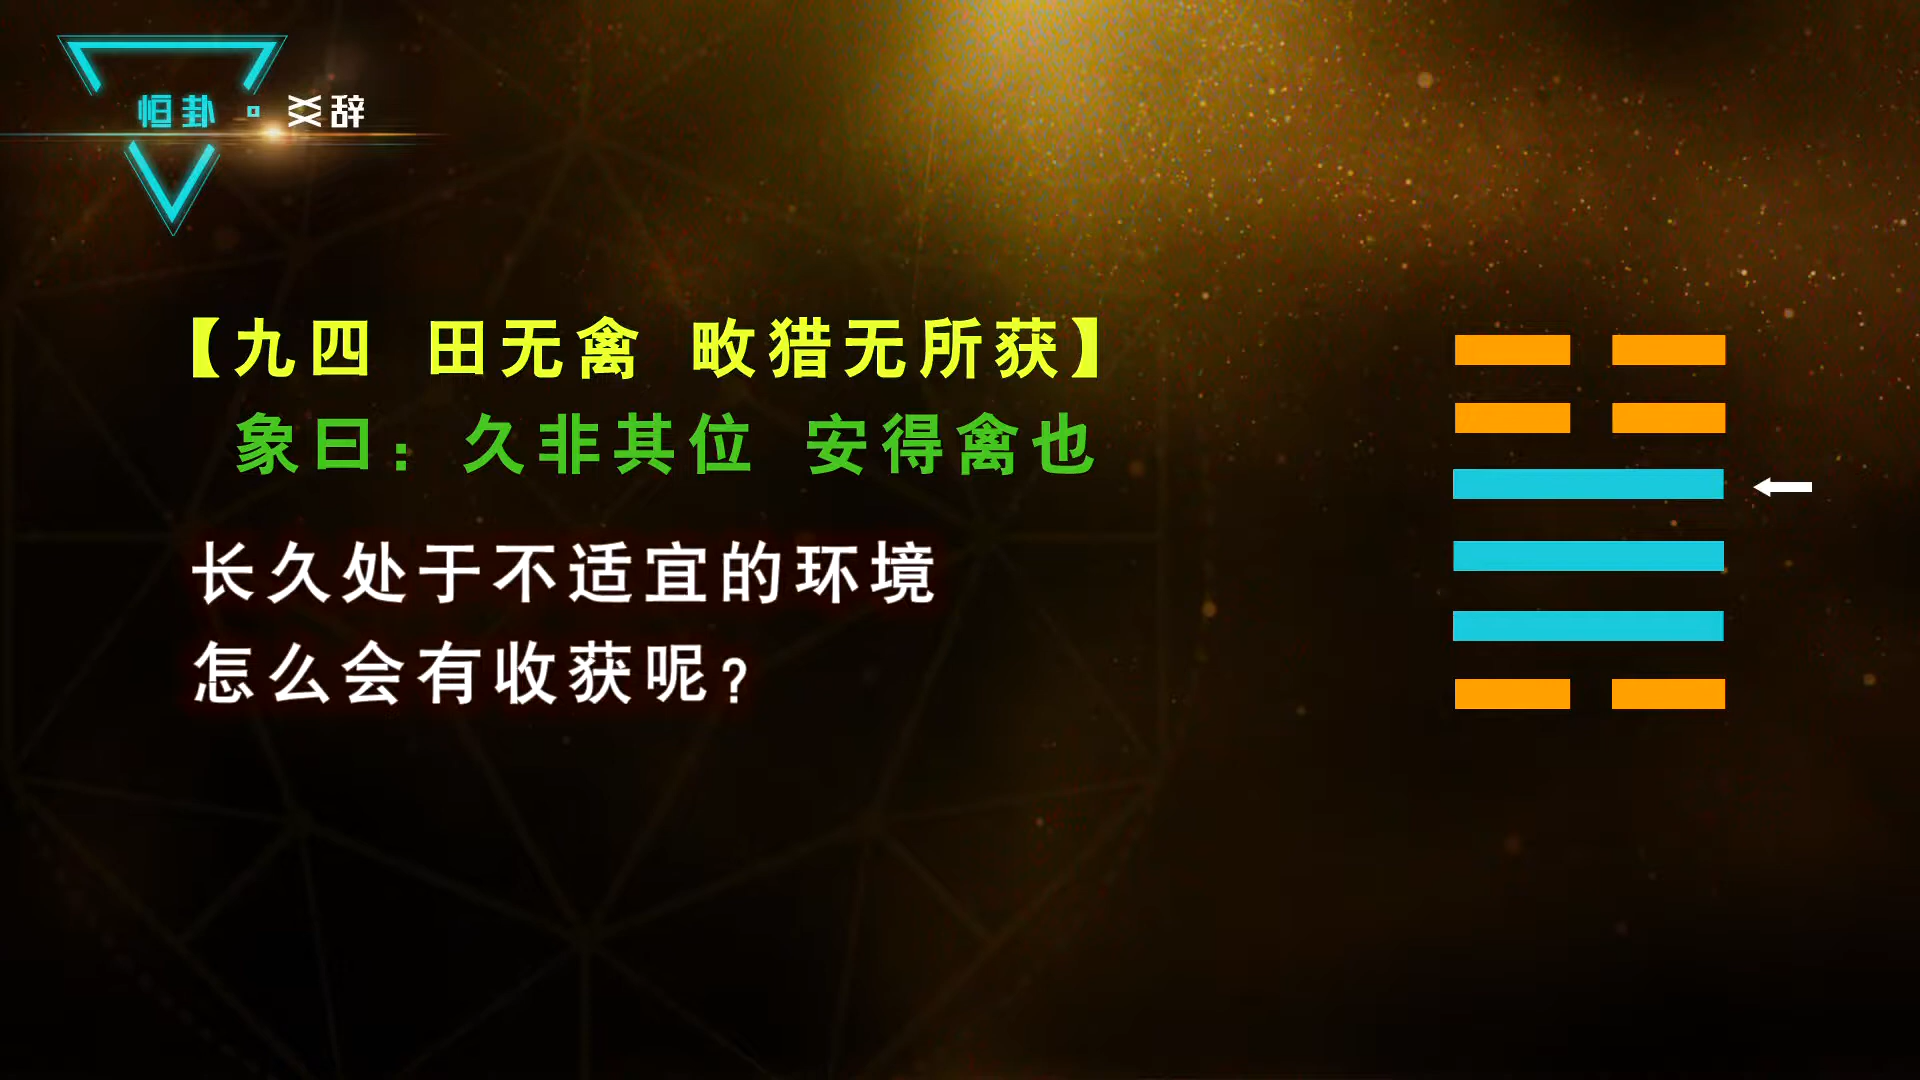 恒卦·爻辞
【九四 田无禽 畋猎无所获】
象曰：久非其位 安得禽也
长久处于不适宜的环境
怎么会有收获呢？